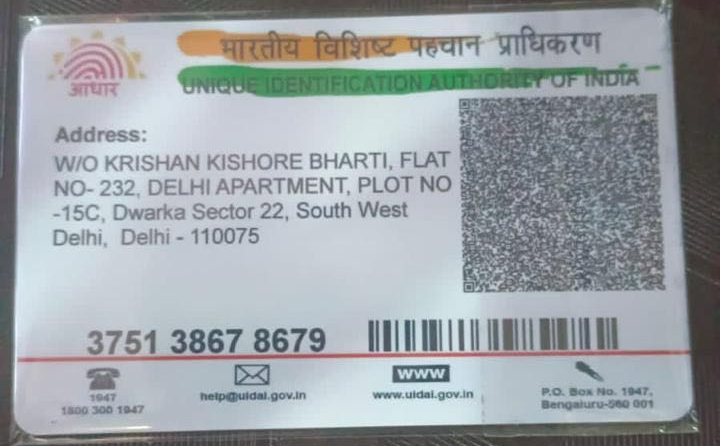 भारतीय विशिष्ट पहचान प्राधिकरण
UNIQUE IDENTIFICATION AUTHORITY OF INDIA
आधार
Address:
W/O KRISHAN KISHORE BHARTI, FLAT
NO- 232, DELHI APARTMENT, PLOT NO
-15C, Dwarka Sector 22, South West
Delhi, Delhi - 110075
3751 3867 8679
1947
1800 300 1947
help@uidai.gov.in
WWW
www.uidai.gov.in
P.O. Box No. 1947,
Bengaluru-560 001